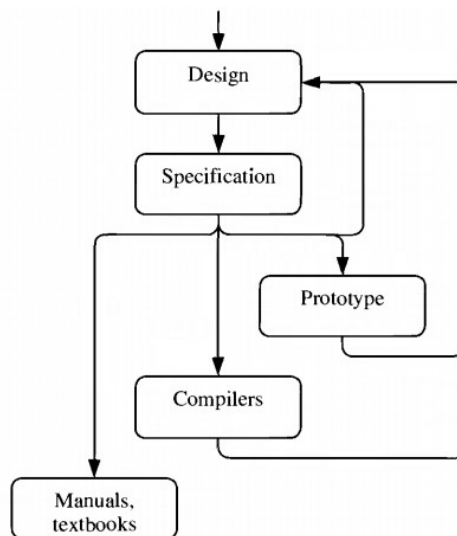 Design
Specification
Prototype
Compilers
Manuals,
textbooks